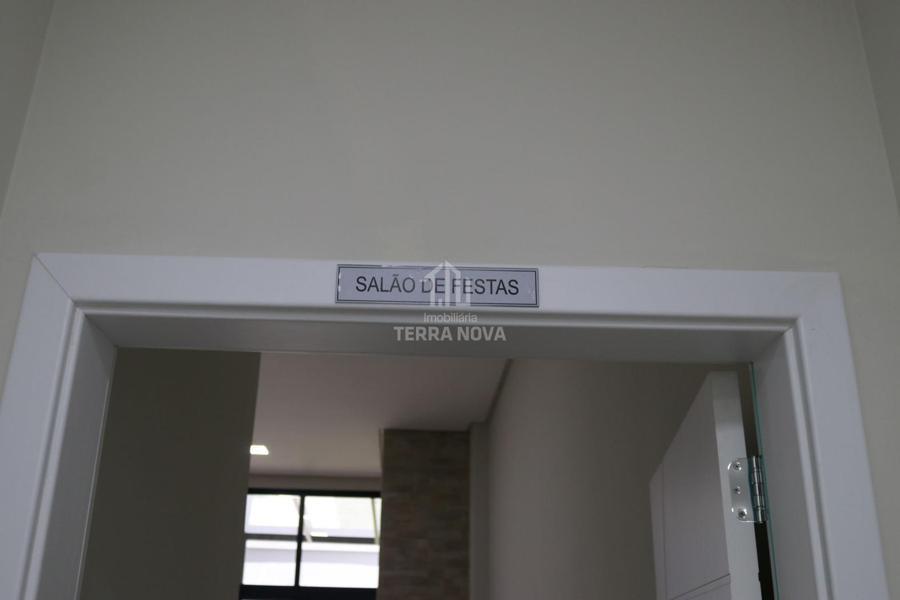 SALÃO DE FESTAS
Imobiliária
TERRA NOVA